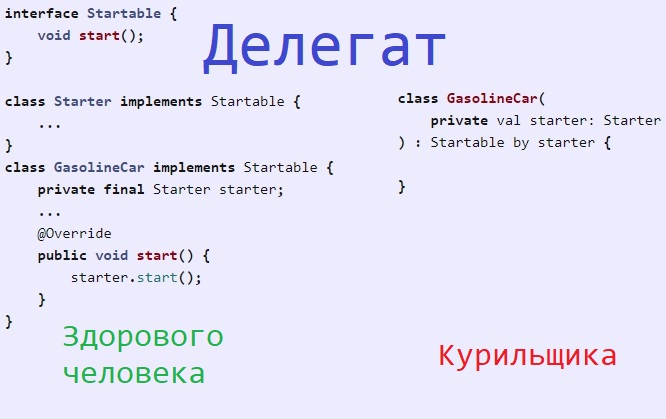 Делегат
interface Startable {
    void start();
}
class Starter implements Startable {
    ...
}
class GasolineCar implements Startable {
    private final Starter starter;
    ...
    @Override
    public void start() {
        starter.start();
    }
}
Здорового
человека
class GasolineCar(
    private val starter: Starter
) : Startable by starter {
}
Курильщика